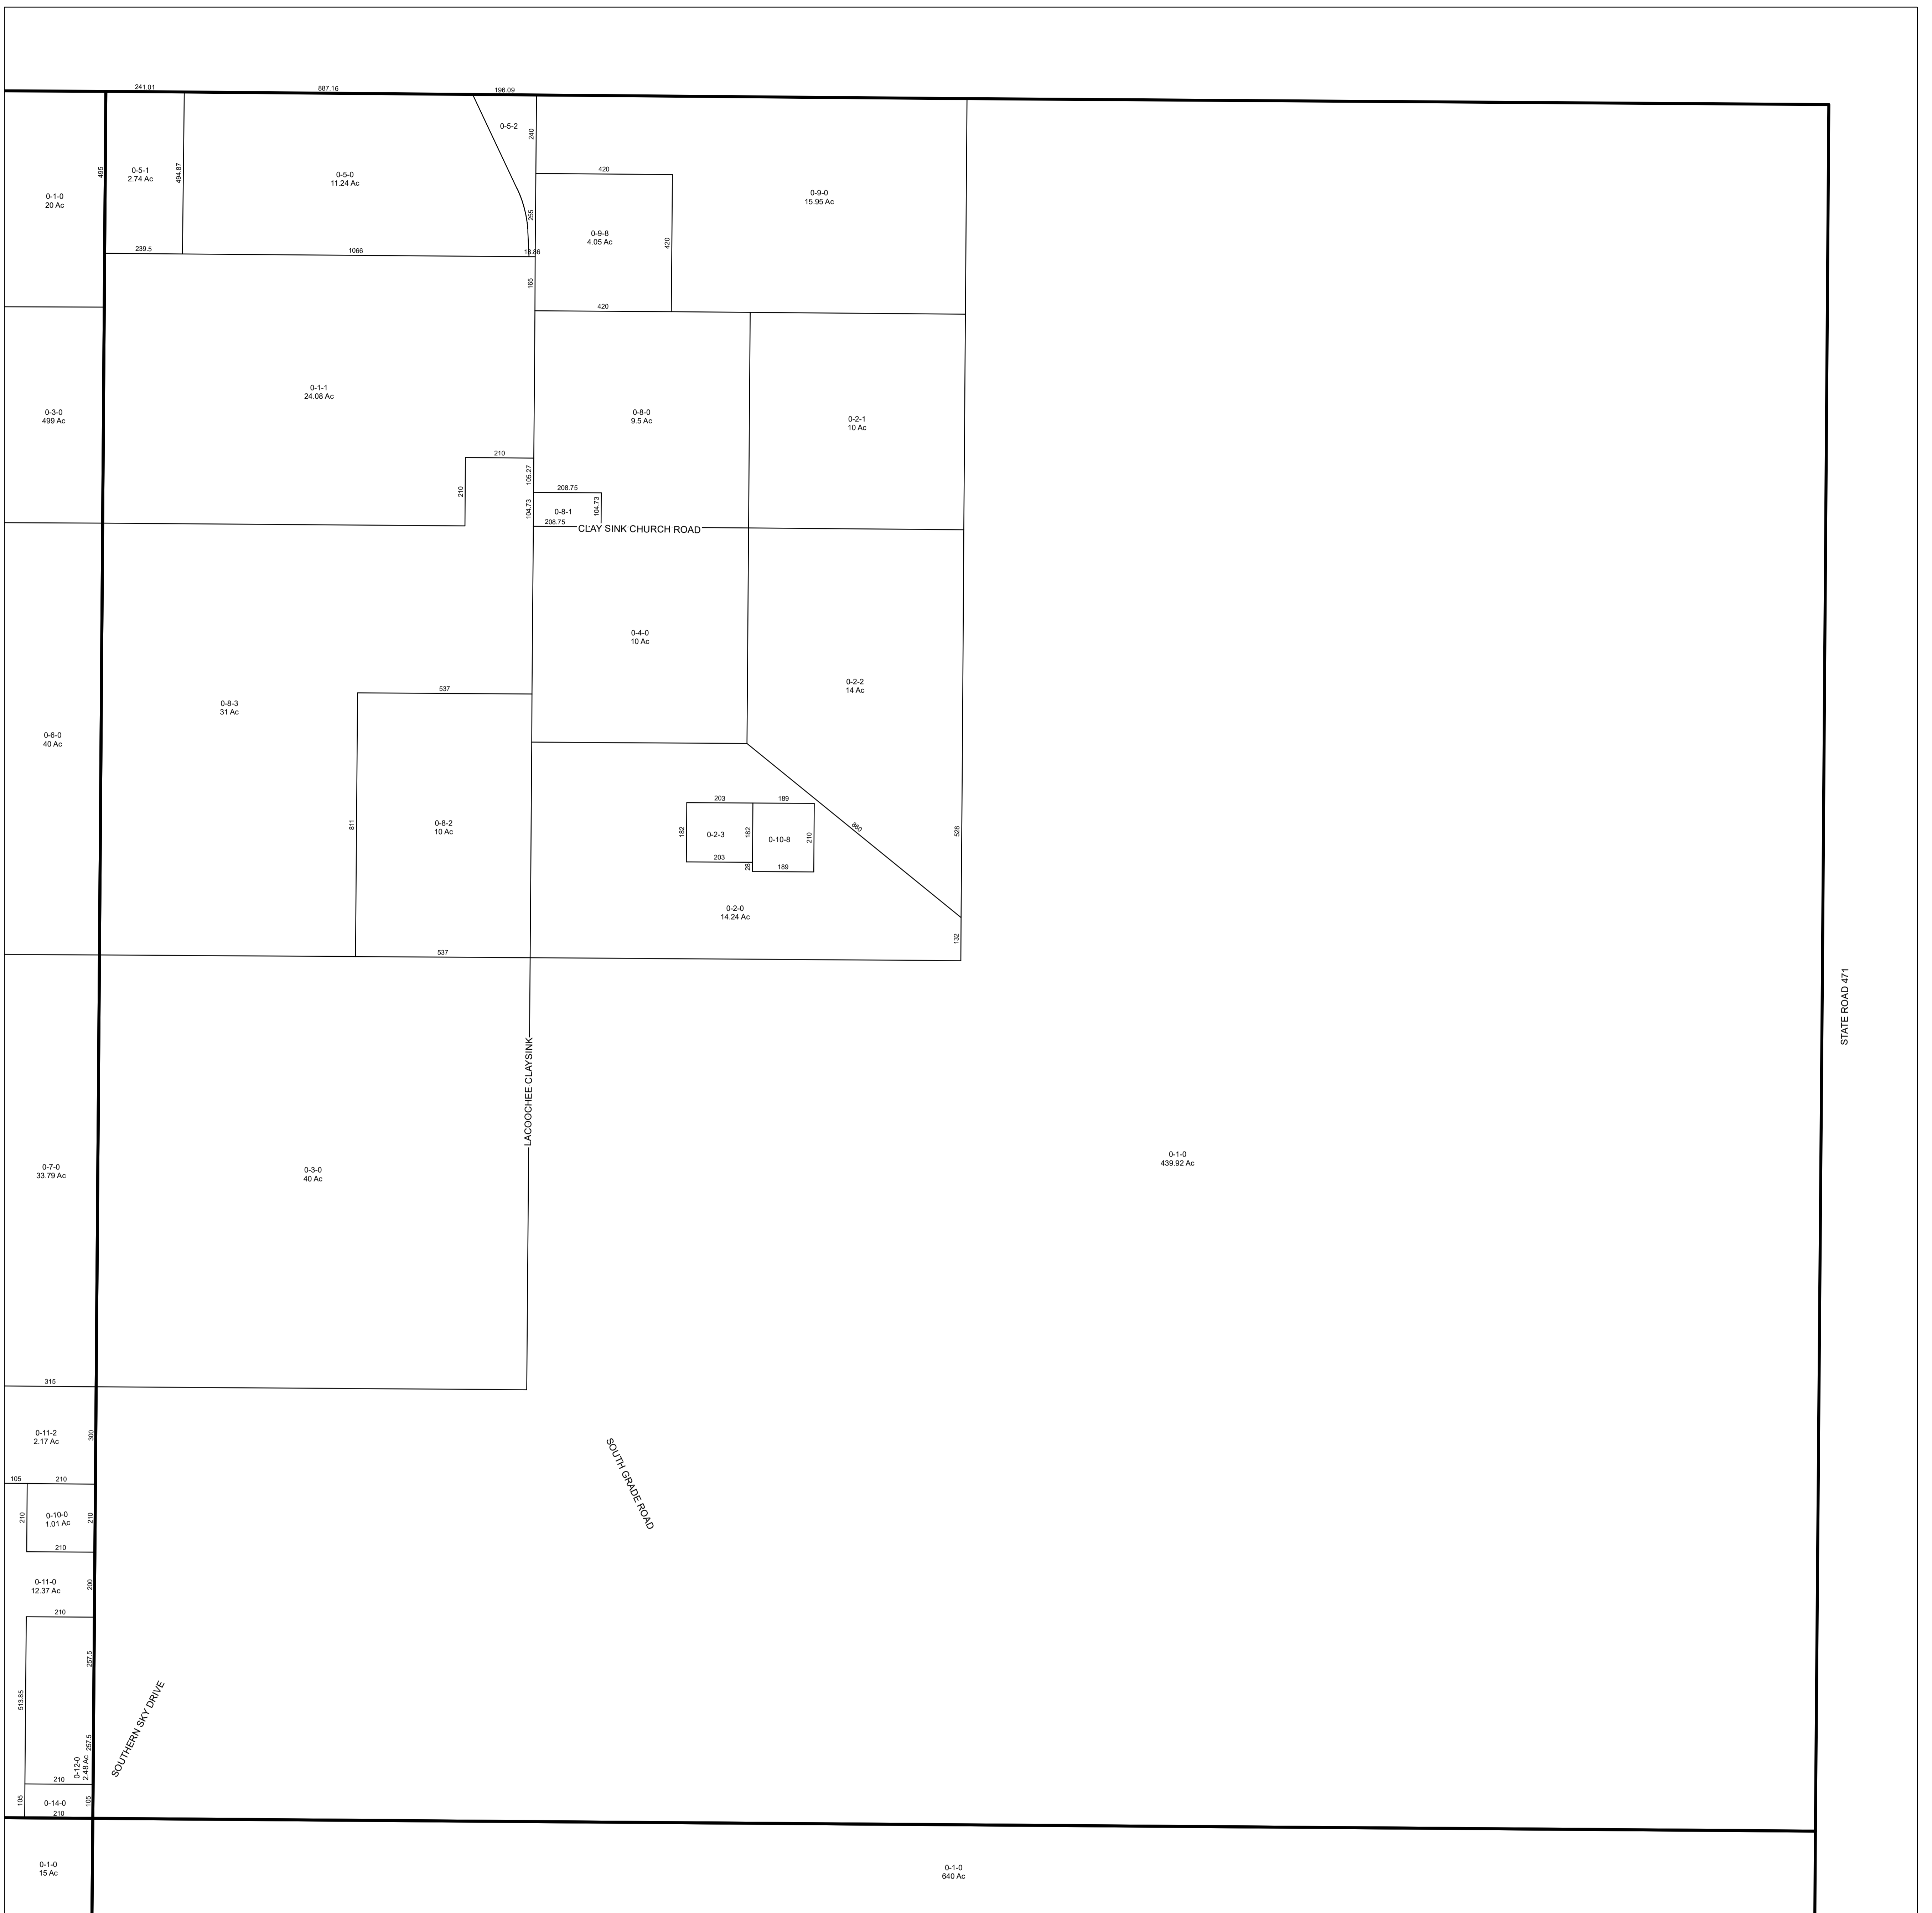 241.01
887.16
196.09
0-5-2
240
495
0-5-1
2.74 Ac
494.87
0-5-0
11.24 Ac
420
0-9-0
15.95 Ac
0-1-0
20 Ac
255
0-9-8
4.05 Ac
420
239.5
1066
18.86
165
420
0-1-1
24.08 Ac
0-3-0
499 Ac
0-8-0
9.5 Ac
0-2-1
10 Ac
210
105.27
210
208.75
104.73
104.73
0-8-1
208.75
CLAY SINK CHURCH ROAD
0-4-0
10 Ac
0-2-2
14 Ac
537
0-8-3
31 Ac
0-6-0
40 Ac
811
0-8-2
10 Ac
203
189
182
0-2-3
182
0-10-8
210
860
528
203
28
189
0-2-0
14.24 Ac
132
537
STATE ROAD 471
LACOOCHEE CLAYSINK
0-7-0
33.79 Ac
0-3-0
40 Ac
0-1-0
439.92 Ac
315
0-11-2
2.17 Ac
300
SOUTH GRADE ROAD
105
210
210
0-10-0
1.01 Ac
210
210
0-11-0
12.37 Ac
200
210
257.5
513.85
SOUTHERN SKY DRIVE
257.5
0-12-0
2.48 Ac
210
105
0-14-0
105
210
0-1-0
15 Ac
0-1-0
640 Ac